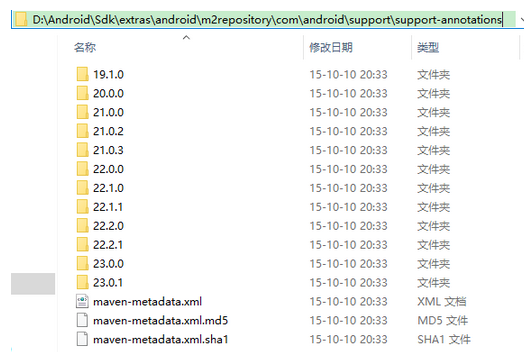 D:\Android\Sdk\extras\android\m2repository\com\android\support\support-annotations
名称 修改日期 类型
19.1.0 15-10-10 20:33 文件夹
20.0.0 15-10-10 20:33 文件夹
21.0.0 15-10-10 20:33 文件夹
21.0.2 15-10-10 20:33 文件夹
21.0.3 15-10-10 20:33 文件夹
22.0.0 15-10-10 20:33 文件夹
22.1.0 15-10-10 20:33 文件夹
22.1.1 15-10-10 20:33 文件夹
22.2.0 15-10-10 20:33 文件夹
22.2.1 15-10-10 20:33 文件夹
23.0.0 15-10-10 20:33 文件夹
23.0.1 15-10-10 20:33 文件夹
maven-metadata.xml 15-10-10 20:33 XML 文档
maven-metadata.xml.md5 15-10-10 20:33 MD5 文件
maven-metadata.xml.sha1 15-10-10 20:33 SHA1 文件